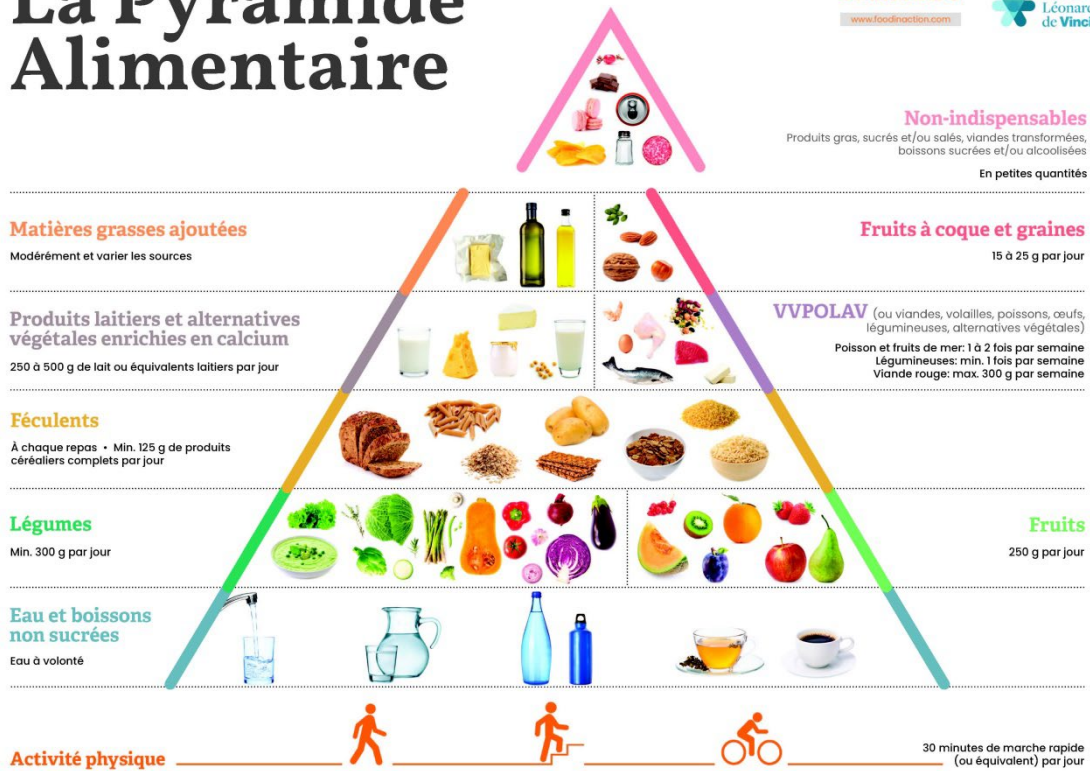 La Pyramide
Alimentaire
www.foodinaction.com
Léonard
de Vinci
Non-indispensables
Produits gras, sucrés et/ou salés, viandes transformées,
boissons sucrées et/ou alcoolisées
En petites quantités
Matières grasses ajoutées
Modérément et varier les sources
Fruits à coque et graines
15 à 25 g par jour
Produits laitiers et alternatives
végétales enrichies en calcium
250 à 500 g de lait ou équivalents laitiers par jour
VVPOLAV (ou viandes, volailles, poissons, œufs,
légumineuses, alternatives végétales)
Poisson et fruits de mer: 1 à 2 fois par semaine
Légumineuses: min. 1 fois par semaine
Viande rouge: max. 300 g par semaine
Féculents
À chaque repas • Min. 125 g de produits
céréaliers complets par jour
Légumes
Min. 300 g par jour
Fruits
250 g par jour
Eau et boissons
non sucrées
Eau à volonté
Activité physique
30 minutes de marche rapide
(ou équivalent) par jour